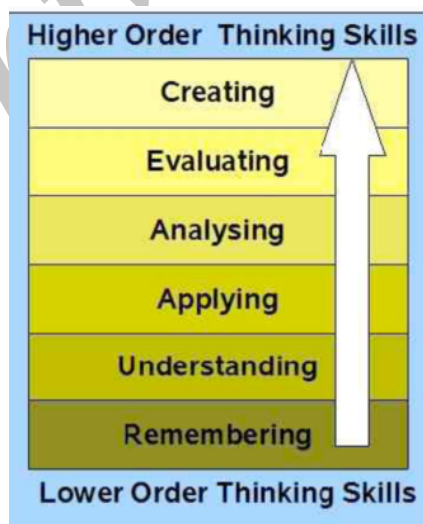 Higher Order Thinking Skills
Creating
Evaluating
Analysing
Applying
Understanding
Remembering
Lower Order Thinking Skills